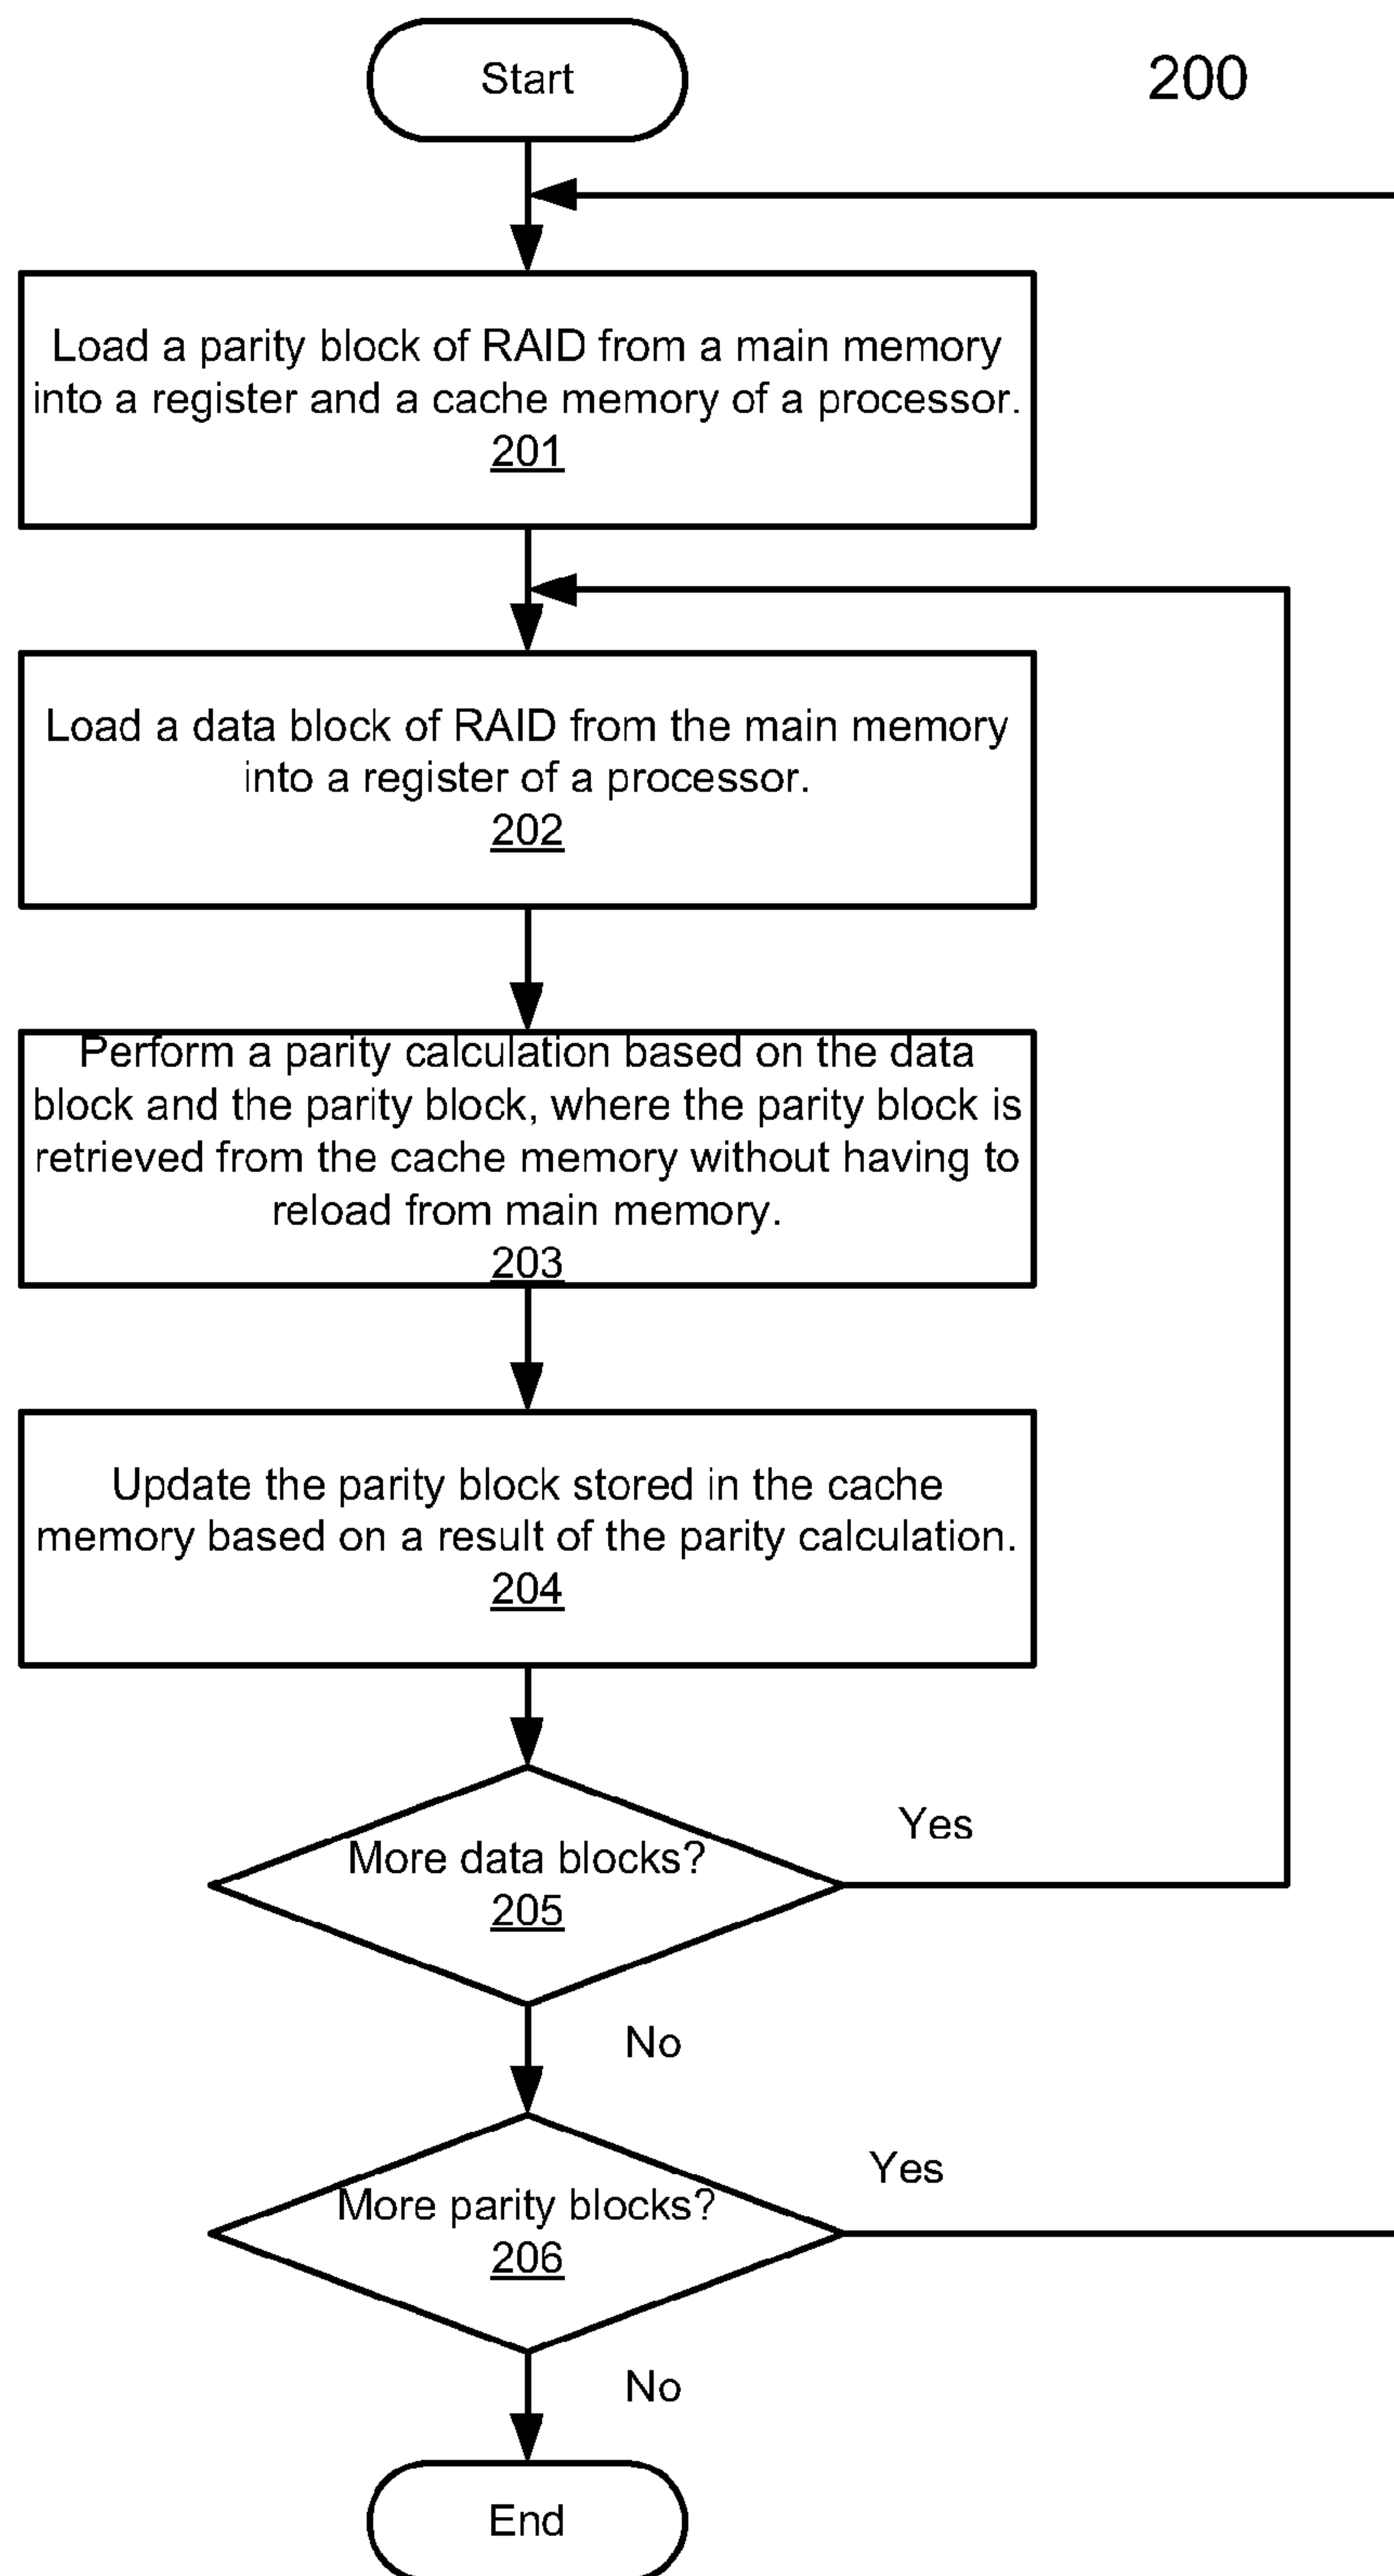 Start
200
Load a parity block of RAID from a main memory
into a register and a cache memory of a processor.
201
Load a data block of RAID from the main memory
into a register of a processor.
202
Perform a parity calculation based on the data
block and the parity block, where the parity block is
retrieved from the cache memory without having to
reload from main memory.
203
Update the parity block stored in the cache
memory based on a result of the parity calculation.
204
Yes
More data blocks?
205
No
Yes
More parity blocks?
206
No
End